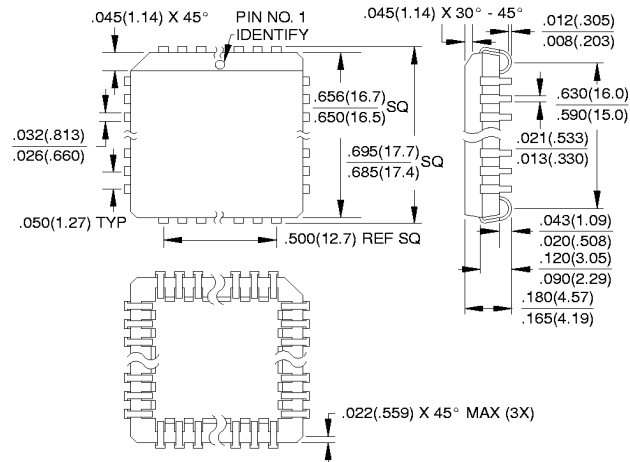 .045(1.14) X 45°
PIN NO. 1
IDENTIFY
.045(1.14) X 30° - 45°
.012(.305)
.008(.203)
.656(16.7)
.650(16.5)
SQ
.630(16.0)
.590(15.0)
.032(.813)
.026(.660)
.695(17.7)
.685(17.4)
SQ
.021(.533)
.013(.330)
.050(1.27) TYP
.500(12.7) REF SQ
.043(1.09)
.020(.508)
.120(3.05)
.090(2.29)
.180(4.57)
.165(4.19)
.022(.559) X 45° MAX (3X)